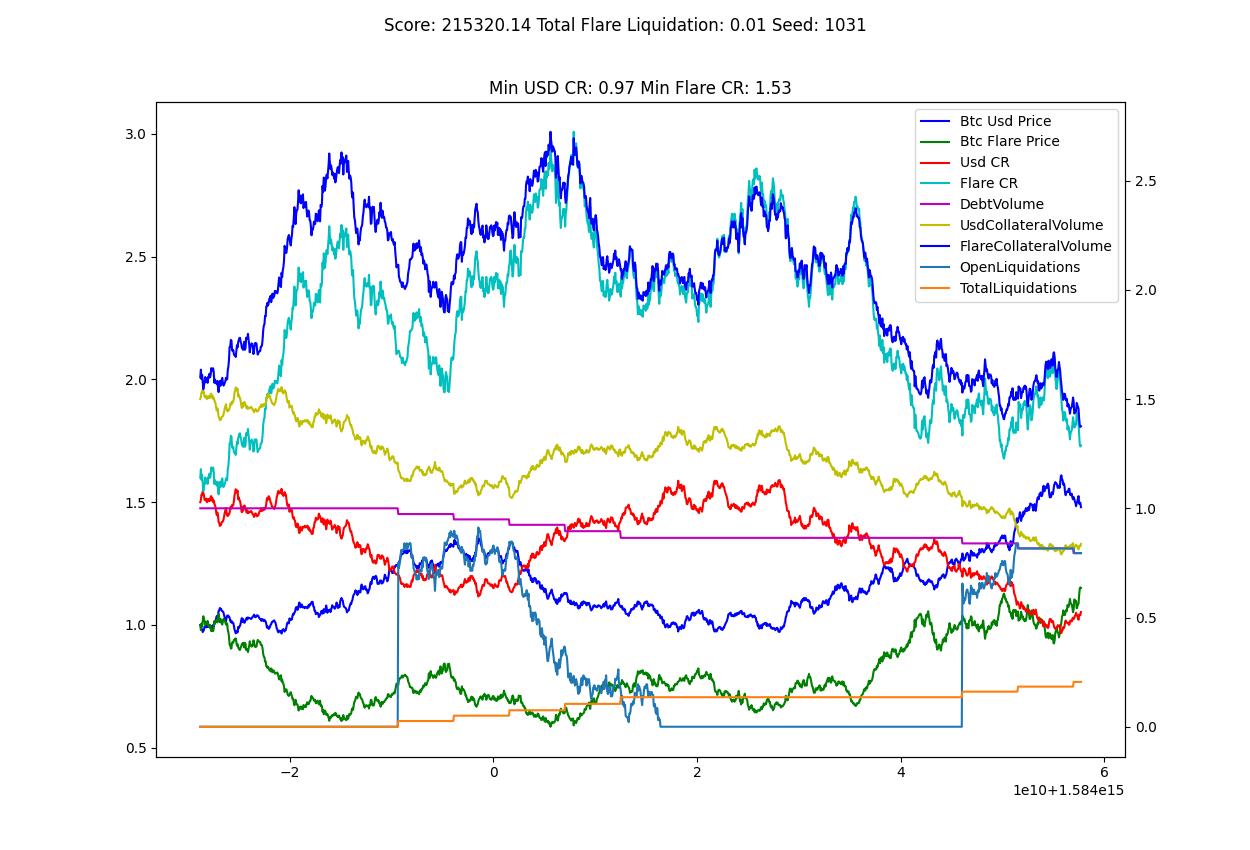 Score: 215320.14 Total Flare Liquidation: 0.01 Seed: 1031
Min USD CR: 0.97 Min Flare CR: 1.53
3.0
2.5
2.0
1.5
1.0
0.5
Btc Usd Price
Btc Flare Price
Usd CR
Flare CR
DebtVolume
UsdCollateralVolume
FlareCollateralVolume
OpenLiquidations
TotalLiquidations
2.5
2.0
1.5
1.0
0.5
0.0
−2
0
2
4
6
1e10+1.584e15